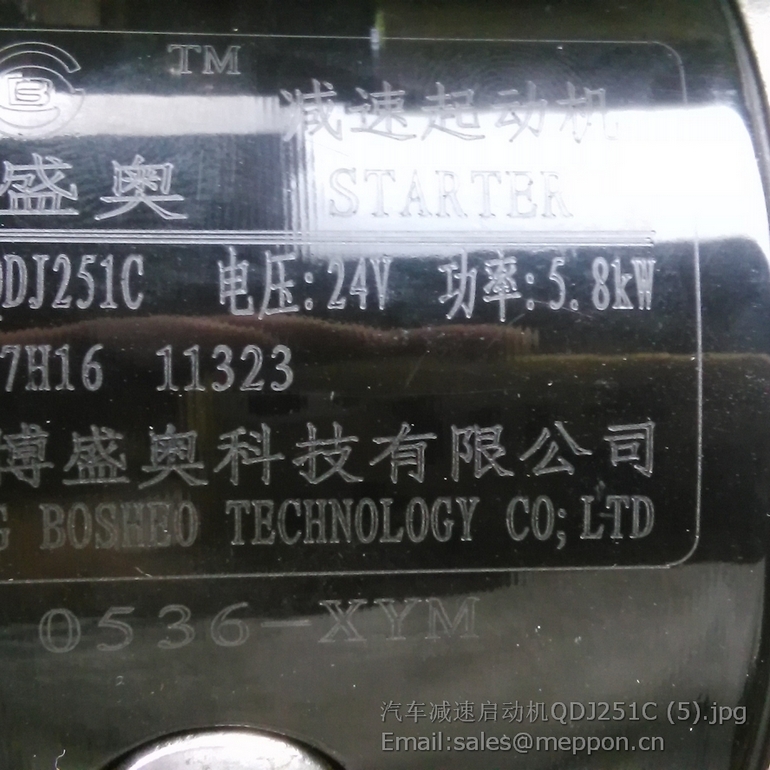 TM 减速起动机
盛奥 STARTER
QDJ251C 电压:24V 功率:5.8kW
7H16 11323
博盛奥科技有限公司
G BOSHEO TECHNOLOGY CO;LTD
0536-XYM
汽车减速启动机QDJ251C (5).jpg
Email:sales@meppon.cn